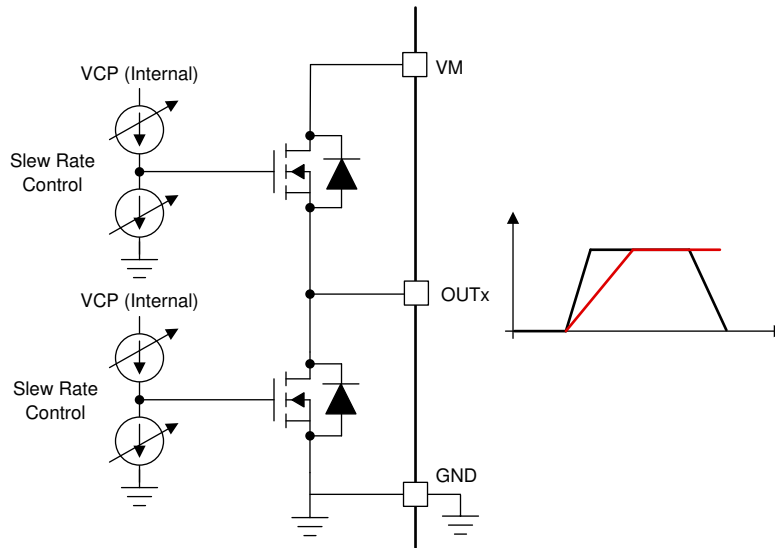 VM
VCP (Internal)
Slew Rate
Control
OUTx
VCP (Internal)
Slew Rate
Control
GND